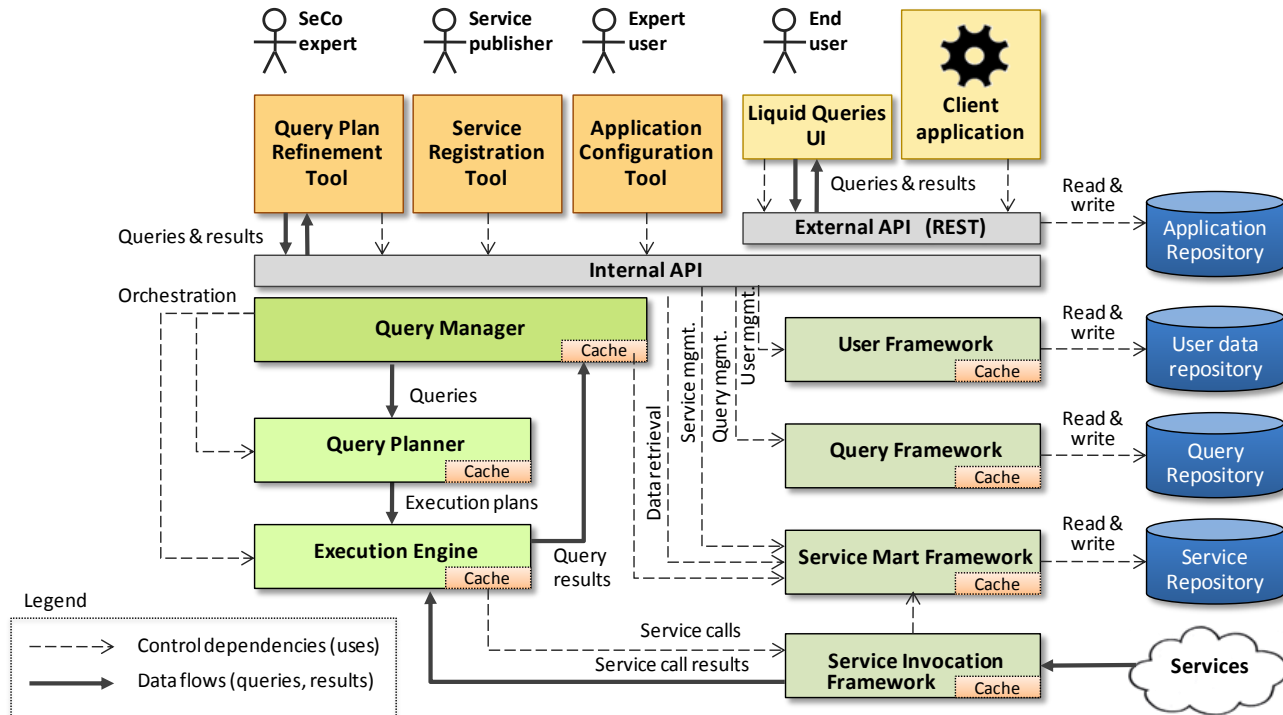 SeCo
expert
Service
publisher
Expert
user
End
user
Query Plan
Refinement
Tool
Service
Registration
Tool
Application
Configuration
Tool
Liquid Queries
UI
Client
application
Queries & results
Queries & results
Read &
write
Application
Repository
External API (REST)
Internal API
Orchestration
Query Manager
Cache
Queries
Query Planner
Cache
Execution plans
Execution Engine
Cache
Query
results
Data retrieval
Service mgmt.
Query mgmt.
User mgmt.
User Framework
Cache
Read &
write
User data
repository
Query Framework
Cache
Read &
write
Query
Repository
Service Mart Framework
Cache
Read &
write
Service
Repository
Service calls
Service call results
Service Invocation
Framework
Cache
Services
Legend
Control dependencies (uses)
Data flows (queries, results)